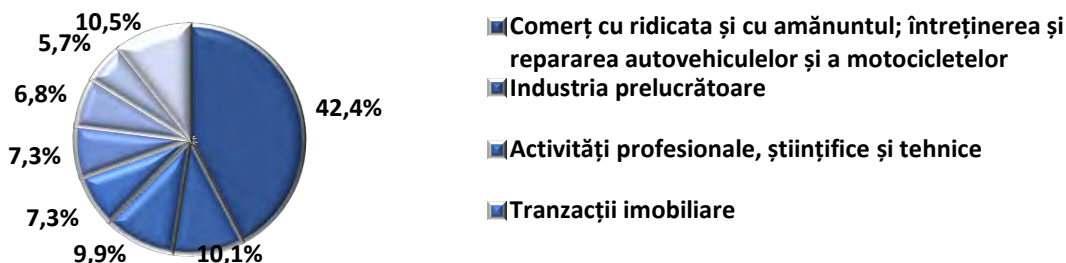 10,5%
5,7%
6,8%
7,3%
7,3%
9,9%
10,1%
42,4%
Comerț cu ridicata și cu amănuntul; întreținerea și
repararea autovehiculelor și a motocicletelor
Industria prelucrătoare
Activități profesionale, științifice și tehnice
Tranzacții imobiliare